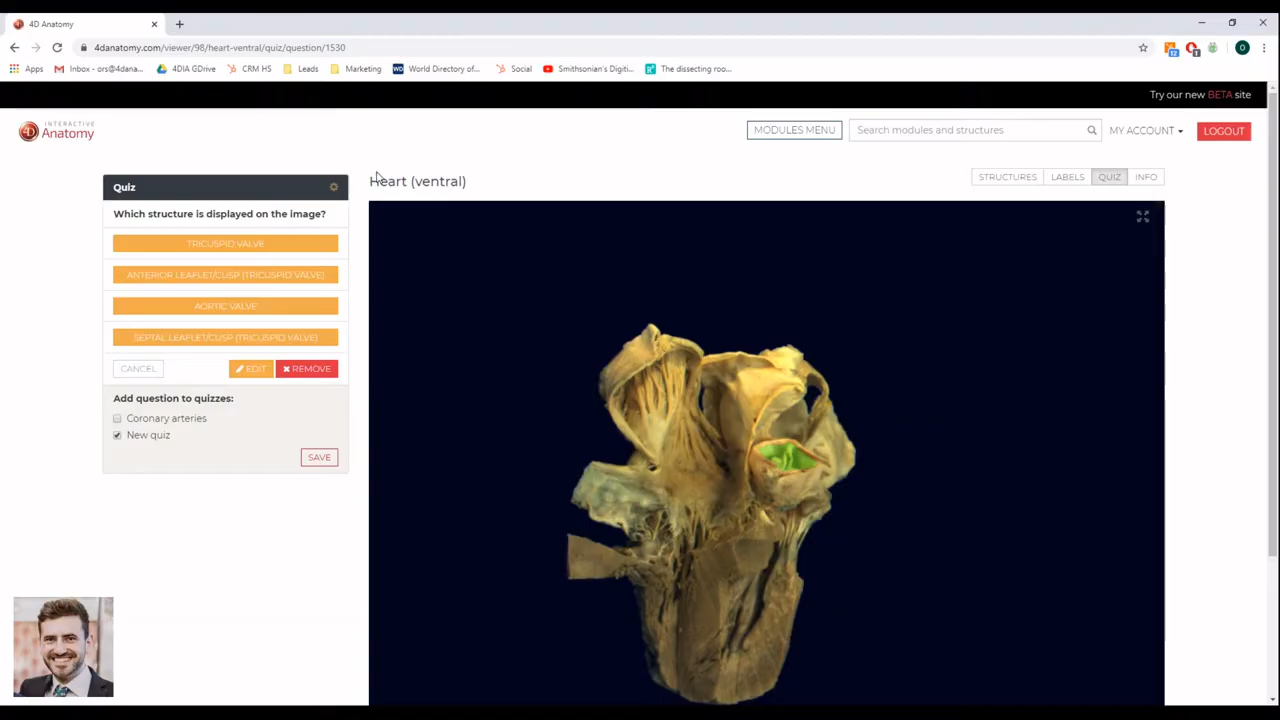 4D Anatomy
4danatomy.com/viewer/98/heart-ventral/quiz/question/1530
Apps Inbox - ors@4dana... 4DIA GDrive CRM HS Leads Marketing World Directory of... Social Smithsonian's Digiti... The dissecting roo...
Try our new BETA site
4D INTERACTIVE Anatomy
MODULES MENU Search modules and structures MY ACCOUNT LOGOUT
Quiz
Heart (ventral)
STRUCTURES LABELS QUIZ INFO
Which structure is displayed on the image?
TRICUSPID VALVE
ANTERIOR LEAFLET/CUSP (TRICUSPID VALVE)
AORTIC VALVE
SEPTAL LEAFLET/CUSP (TRICUSPID VALVE)
CANCEL EDIT REMOVE
Add question to quizzes:
Coronary arteries
New quiz
SAVE